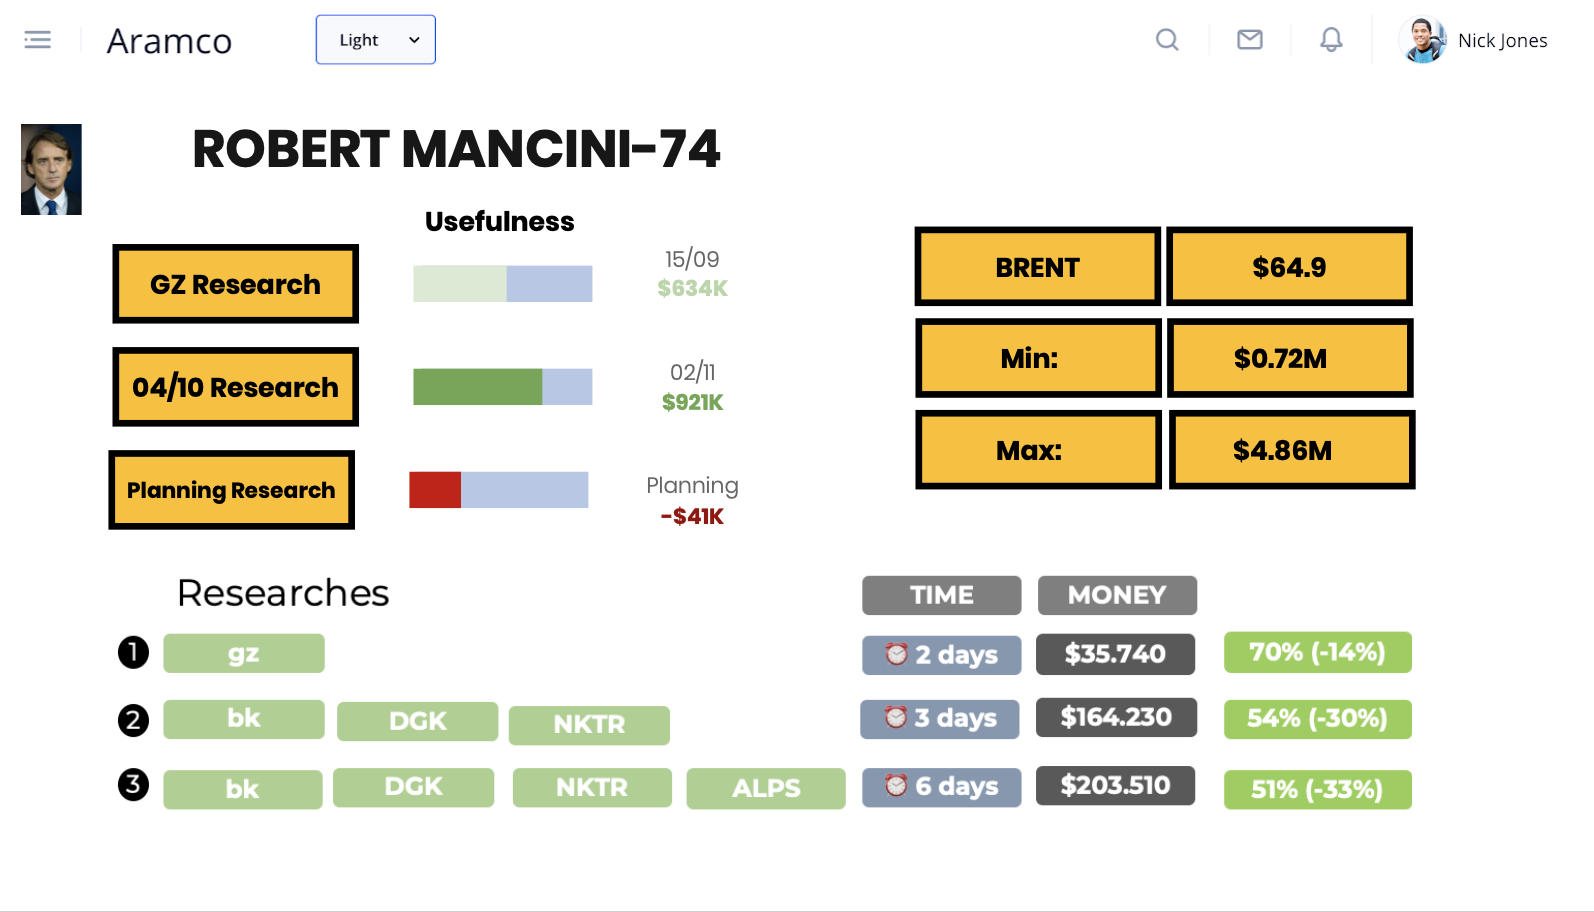 Aramco
Light
Nick Jones
ROBERT MANCINI-74
Usefulness
GZ Research
15/09
$634K
04/10 Research
02/11
$921K
Planning Research
Planning
-$41K
BRENT $64.9
Min: $0.72M
Max: $4.86M
Researches TIME MONEY
1 gz 2 days $35.740 70% (-14%)
2 bk DGK NKTR 3 days $164.230 54% (-30%)
3 bk DGK NKTR ALPS 6 days $203.510 51% (-33%)